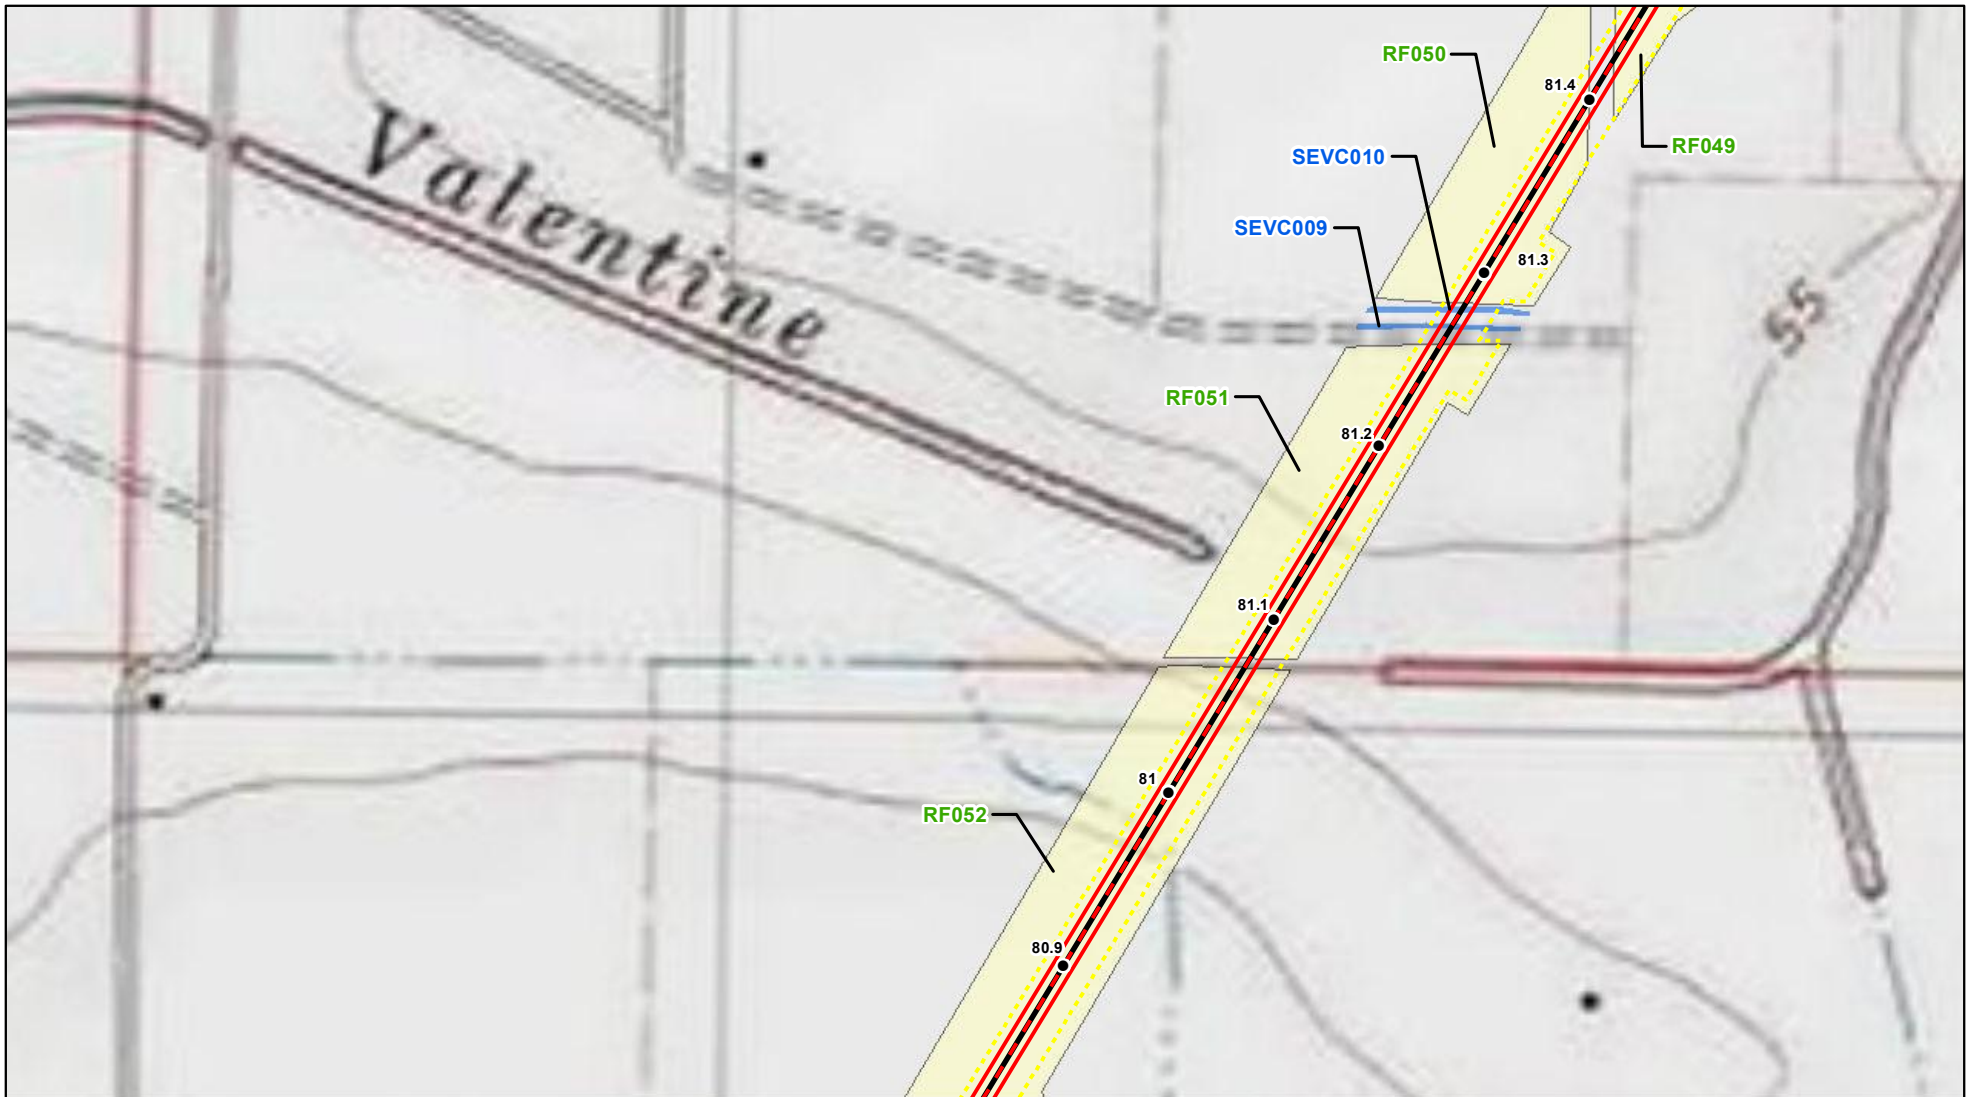 RF050
81.4
RF049
SEVC010
Valentine
SEVC009
81.3
55
RF051
81.2
81.1
81
RF052
80.9